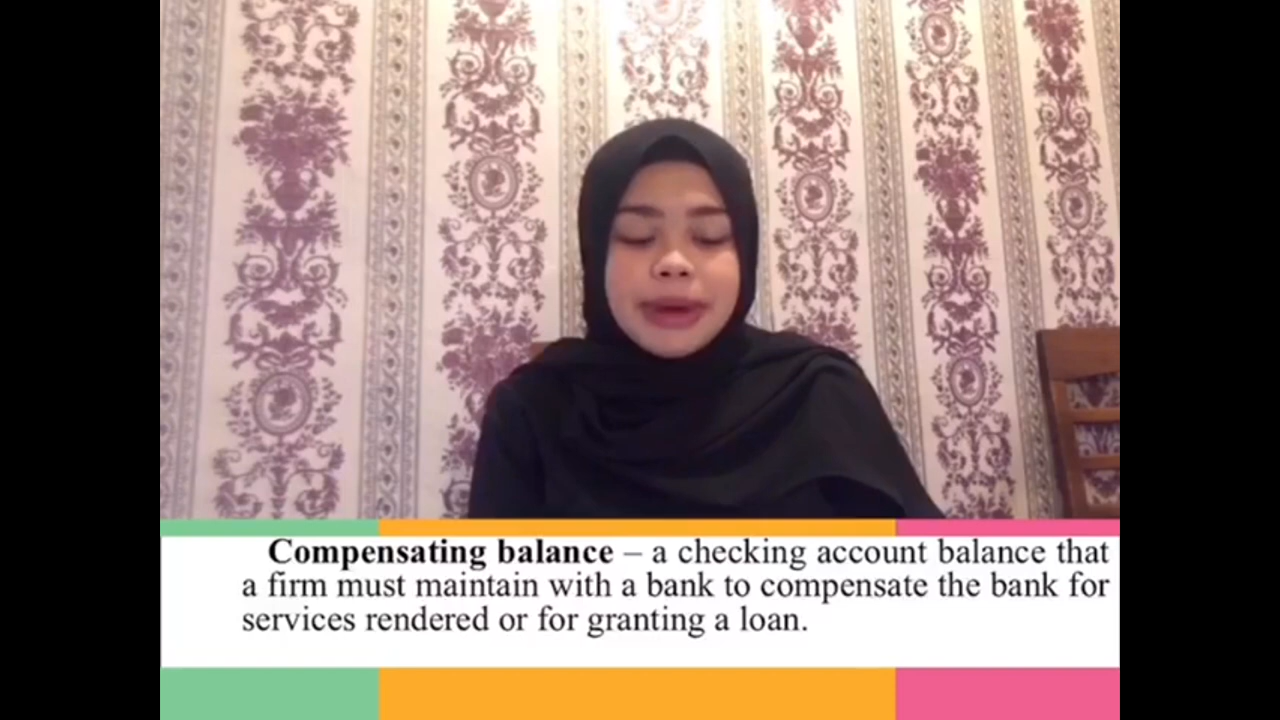 Compensating balance – a checking account balance that
a firm must maintain with a bank to compensate the bank for
services rendered or for granting a loan.